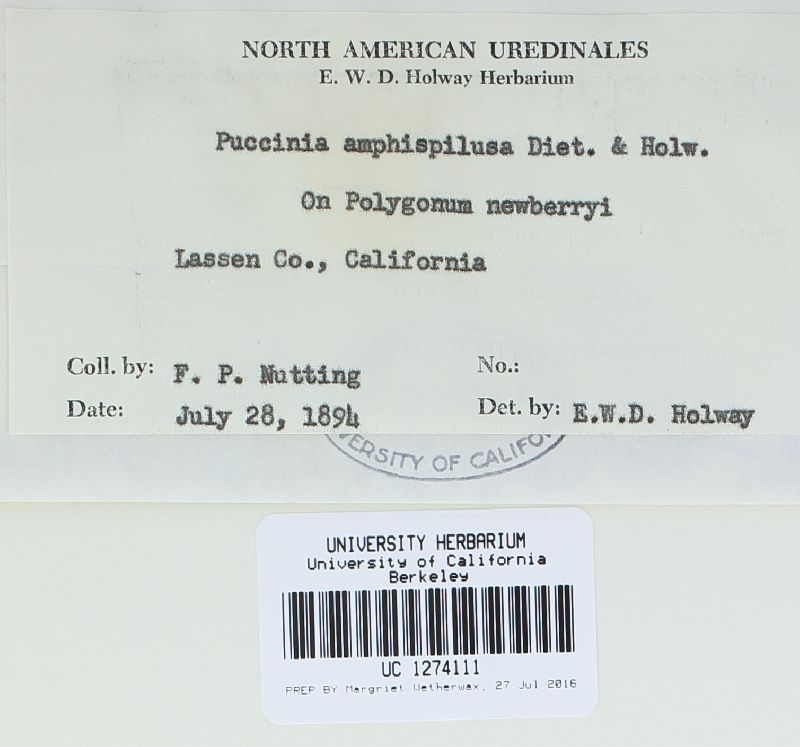 NORTH AMERICAN UREDINALES
E. W. D. Holway Herbarium
Puccinia amphispilusa Diet. & Holw.
On Polygonum newberryi
Lassen Co., California
Coll. by: F. P. Nutting
No.:
Date: July 28, 1894
Det. by: E.W.D. Holway
VERSITY OF CALIFO
UNIVERSITY HERBARIUM
University of California
Berkeley
UC 1274111
PREP BY Margriet Wetherwax, 27 Jul 2016